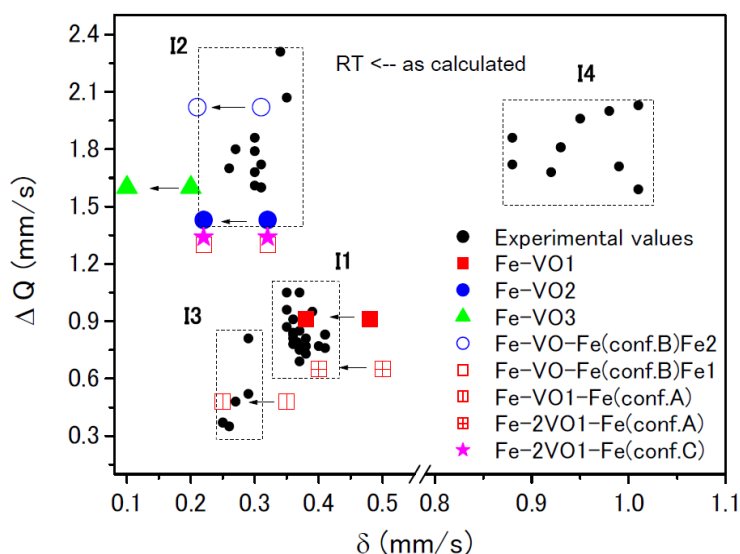 I2
RT <-- as calculated
I4
I1
I3
Experimental values
Fe-VO1
Fe-VO2
Fe-VO3
Fe-VO-Fe(conf.B)Fe2
Fe-VO-Fe(conf.B)Fe1
Fe-VO1-Fe(conf.A)
Fe-2VO1-Fe(conf.A)
Fe-2VO1-Fe(conf.C)
Δ Q (mm/s)
2.4
2.1
1.8
1.5
1.2
0.9
0.6
0.3
0.1 0.2 0.3 0.4 0.5 0.8 0.9 1.0 1.1
δ (mm/s)